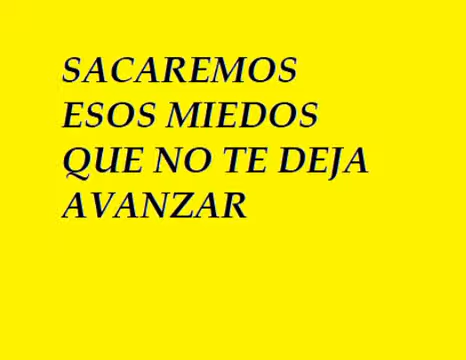 SACAREMOS
ESOS MIEDOS
QUE NO TE DEJA
AVANZAR